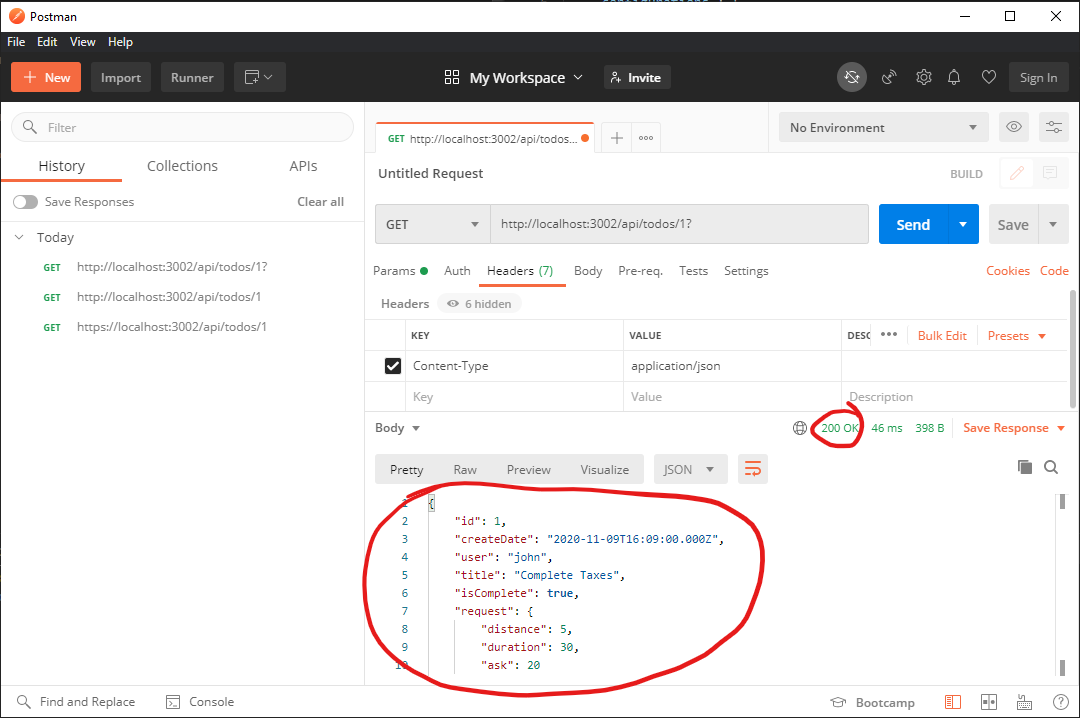 Postman
File Edit View Help
New Import Runner My Workspace Invite Sign In
Filter
History Collections APIs
Save Responses Clear all
Today
GET http://localhost:3002/api/todos/1?
GET http://localhost:3002/api/todos/1
GET https://localhost:3002/api/todos/1
GET http://localhost:3002/api/todos...
No Environment
Untitled Request BUILD
GET http://localhost:3002/api/todos/1? Send Save
Params Auth Headers (7) Body Pre-req. Tests Settings Cookies Code
Headers 6 hidden
KEY VALUE DESC ••• Bulk Edit Presets
Content-Type application/json
Key Value Description
Body 200 OK 46 ms 398 B Save Response
Pretty Raw Preview Visualize JSON
1 {
2 "id": 1,
3 "createDate": "2020-11-09T16:09:00.000Z",
4 "user": "john",
5 "title": "Complete Taxes",
6 "isComplete": true,
7 "request": {
8 "distance": 5,
9 "duration": 30,
10 "ask": 20
Find and Replace Console Bootcamp